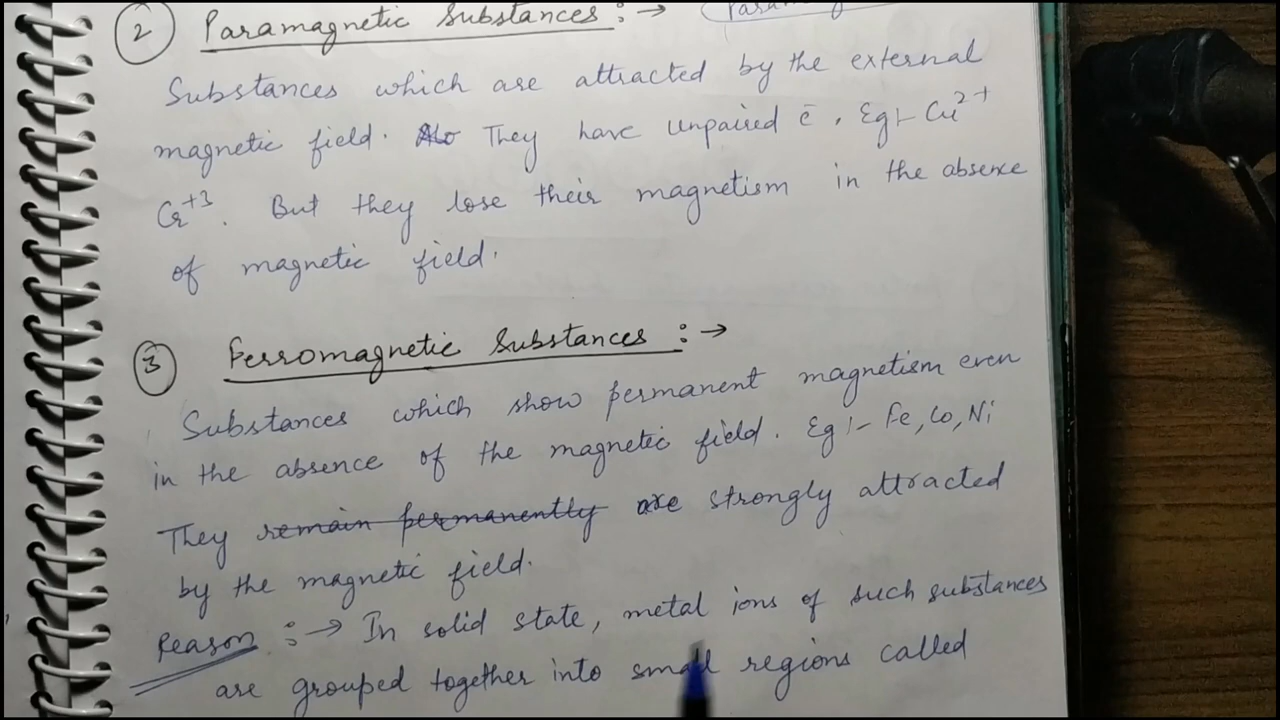 2 Paramagnetic Substances :→
Substances which are attracted by the external
magnetic field. They have unpaired e̅. Eg:- Cu²⁺
Cr⁺³. But they lose their magnetism in the absence
of magnetic field.
3 Ferromagnetic Substances :→
Substances which show permanent magnetism even
in the absence of the magnetic field. Eg:- Fe, Co, Ni
They remain permanently are strongly attracted
by the magnetic field.
Reason :→ In solid state, metal ions of such substances
are grouped together into small regions called